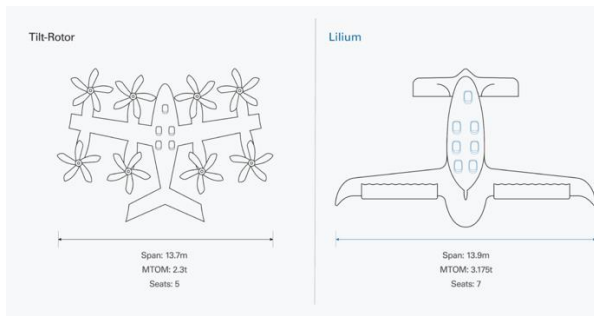 Tilt-Rotor
Span: 13.7m
MTOM: 2.3t
Seats: 5
Lilium
Span: 13.9m
MTOM: 3.175t
Seats: 7